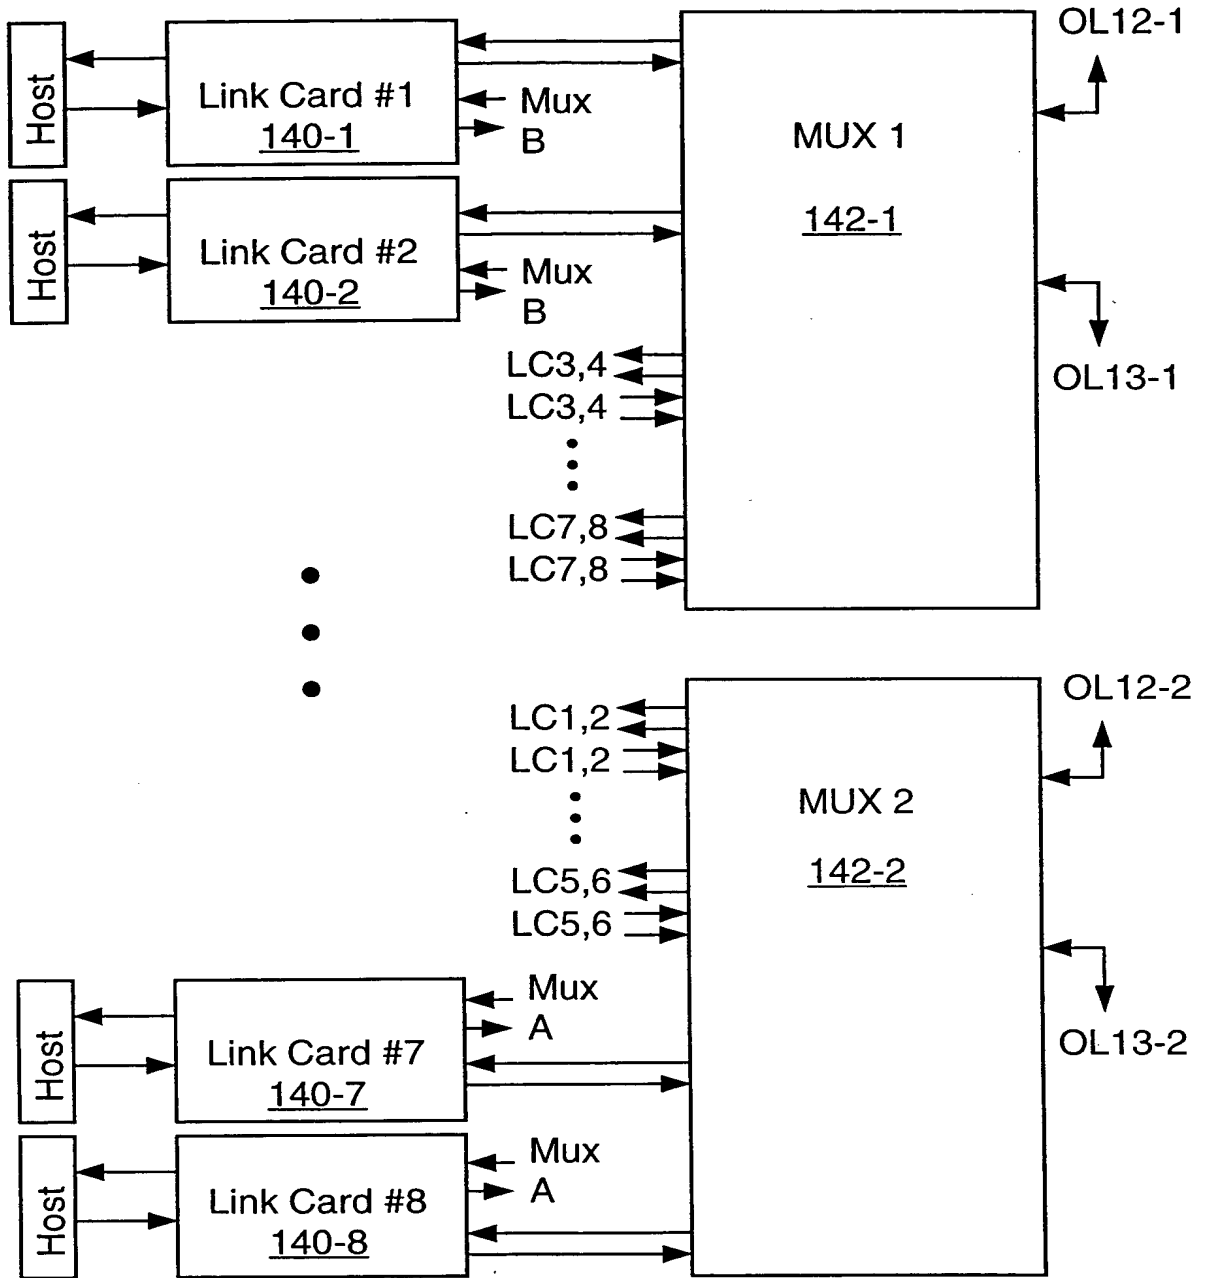 Host
Link Card #1
140-1
Mux
B
MUX 1
142-1
OL12-1
OL13-1
Host
Link Card #2
140-2
Mux
B
LC3,4
LC3,4
LC7,8
LC7,8
LC1,2
LC1,2
LC5,6
LC5,6
MUX 2
142-2
OL12-2
OL13-2
Host
Link Card #7
140-7
Mux
A
Host
Link Card #8
140-8
Mux
A